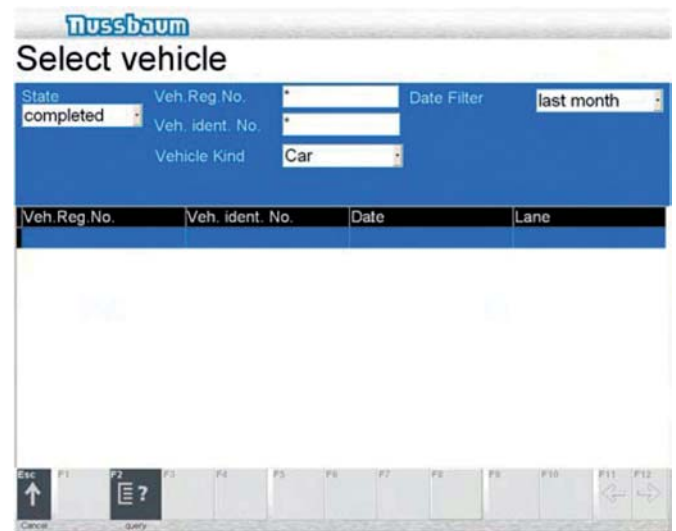 nussbaum
Select vehicle
State Veh.Reg.No. * Date Filter last month
completed Veh. ident. No. *
Vehicle Kind Car
Veh.Reg.No. Veh. ident. No. Date Lane
Esc F1 F2 F3 F4 F5 F6 F7 F8 F9 F10 F11 F12
?
Cancel query